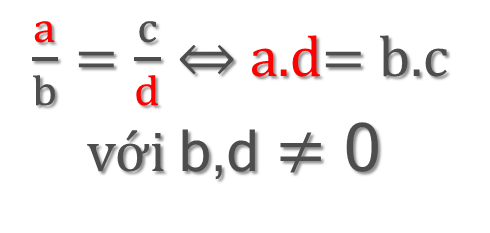 a/b = c/d ⇔ a.d= b.c
với b,d ≠ 0